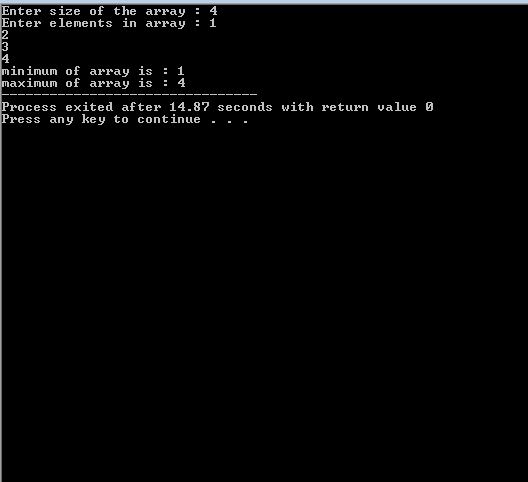 Enter size of the array : 4
Enter elements in array : 1
2
3
4
minimum of array is : 1
maximum of array is : 4
--------------------------------
Process exited after 14.87 seconds with return value 0
Press any key to continue . . .